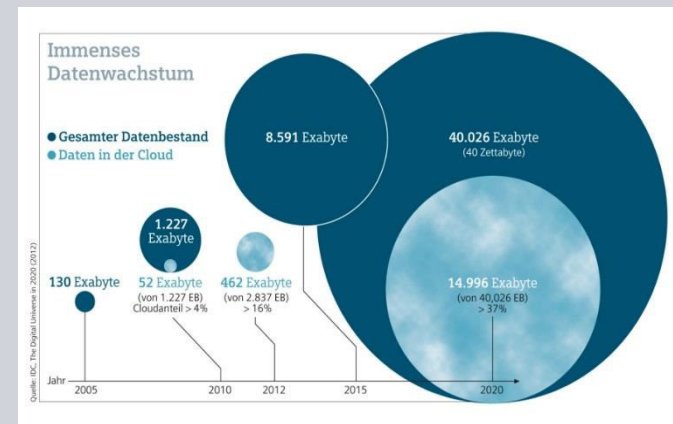 Immenses
Datenwachstum
Gesamter Datenbestand
Daten in der Cloud
8.591 Exabyte
40.026 Exabyte
(40 Zettabyte)
1.227
Exabyte
130 Exabyte
52 Exabyte
(von 1.227 EB)
Cloudanteil > 4%
462 Exabyte
(von 2.837 EB)
> 16%
14.996 Exabyte
(von 40,026 EB)
> 37%
Jahr
2005
2010
2012
2015
2020
Quelle: IDC, The Digital Universe in 2020 (2012)